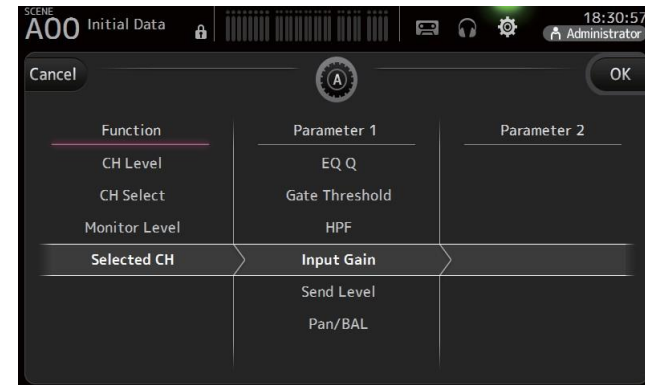 SCENE
A00 Initial Data
18:30:57
Administrator
Cancel
A
OK
Function
Parameter 1
Parameter 2
CH Level
EQ Q
CH Select
Gate Threshold
Monitor Level
HPF
Selected CH
Input Gain
Send Level
Pan/BAL